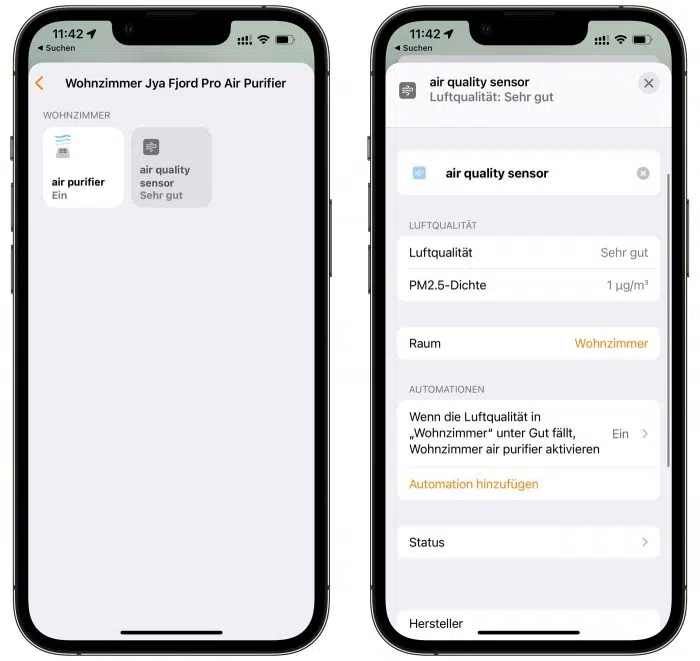 11:42
Suchen
Wohnzimmer Jya Fjord Pro Air Purifier
WOHNZIMMER
air purifier
Ein
air quality
sensor
Sehr gut
11:42
Suchen
air quality sensor
Luftqualität: Sehr gut
air quality sensor
LUFTQUALITÄT
Luftqualität Sehr gut
PM2.5-Dichte 1 µg/m³
Raum Wohnzimmer
AUTOMATIONEN
Wenn die Luftqualität in
„Wohnzimmer“ unter Gut fällt,
Wohnzimmer air purifier aktivieren
Ein
Automation hinzufügen
Status
Hersteller